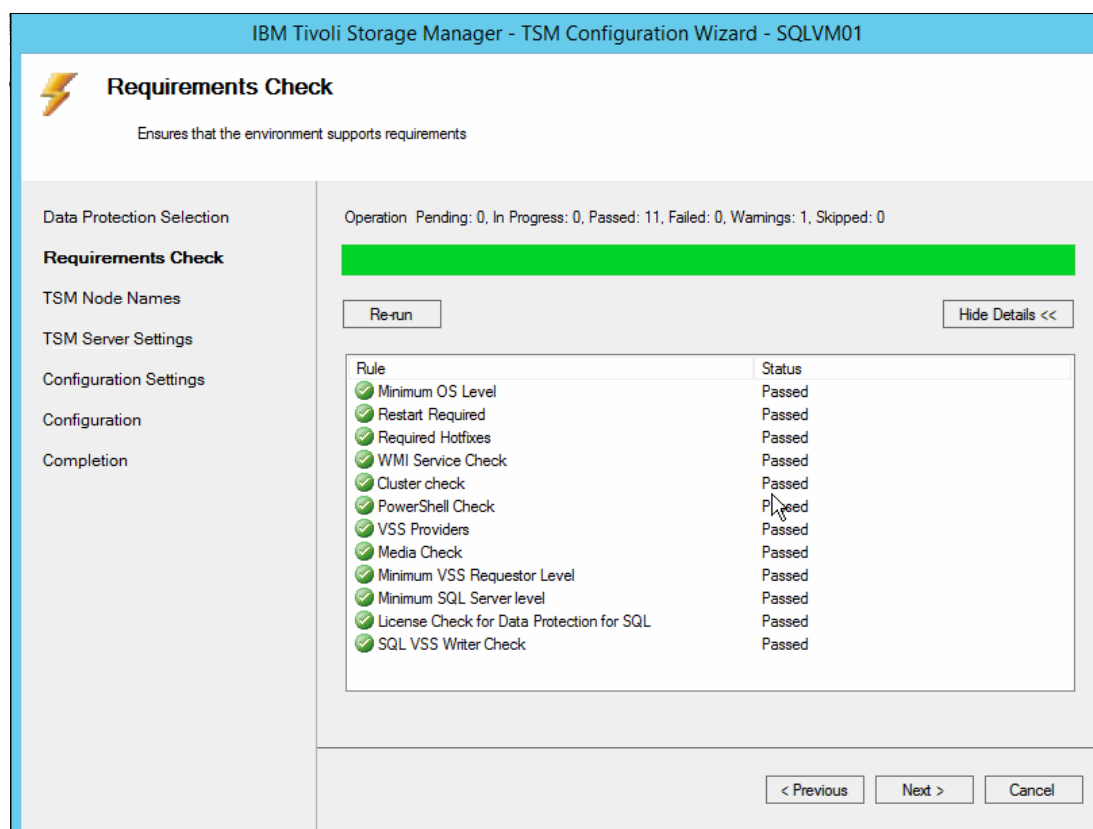 IBM Tivoli Storage Manager - TSM Configuration Wizard - SQLVM01
Requirements Check
Ensures that the environment supports requirements
Data Protection Selection
Requirements Check
TSM Node Names
TSM Server Settings
Configuration Settings
Configuration
Completion
Operation Pending: 0, In Progress: 0, Passed: 11, Failed: 0, Warnings: 1, Skipped: 0
Re-run
Hide Details <<
Rule Status
Minimum OS Level Passed
Restart Required Passed
Required Hotfixes Passed
WMI Service Check Passed
Cluster check Passed
PowerShell Check Passed
VSS Providers Passed
Media Check Passed
Minimum VSS Requestor Level Passed
Minimum SQL Server level Passed
License Check for Data Protection for SQL Passed
SQL VSS Writer Check Passed
< Previous Next > Cancel